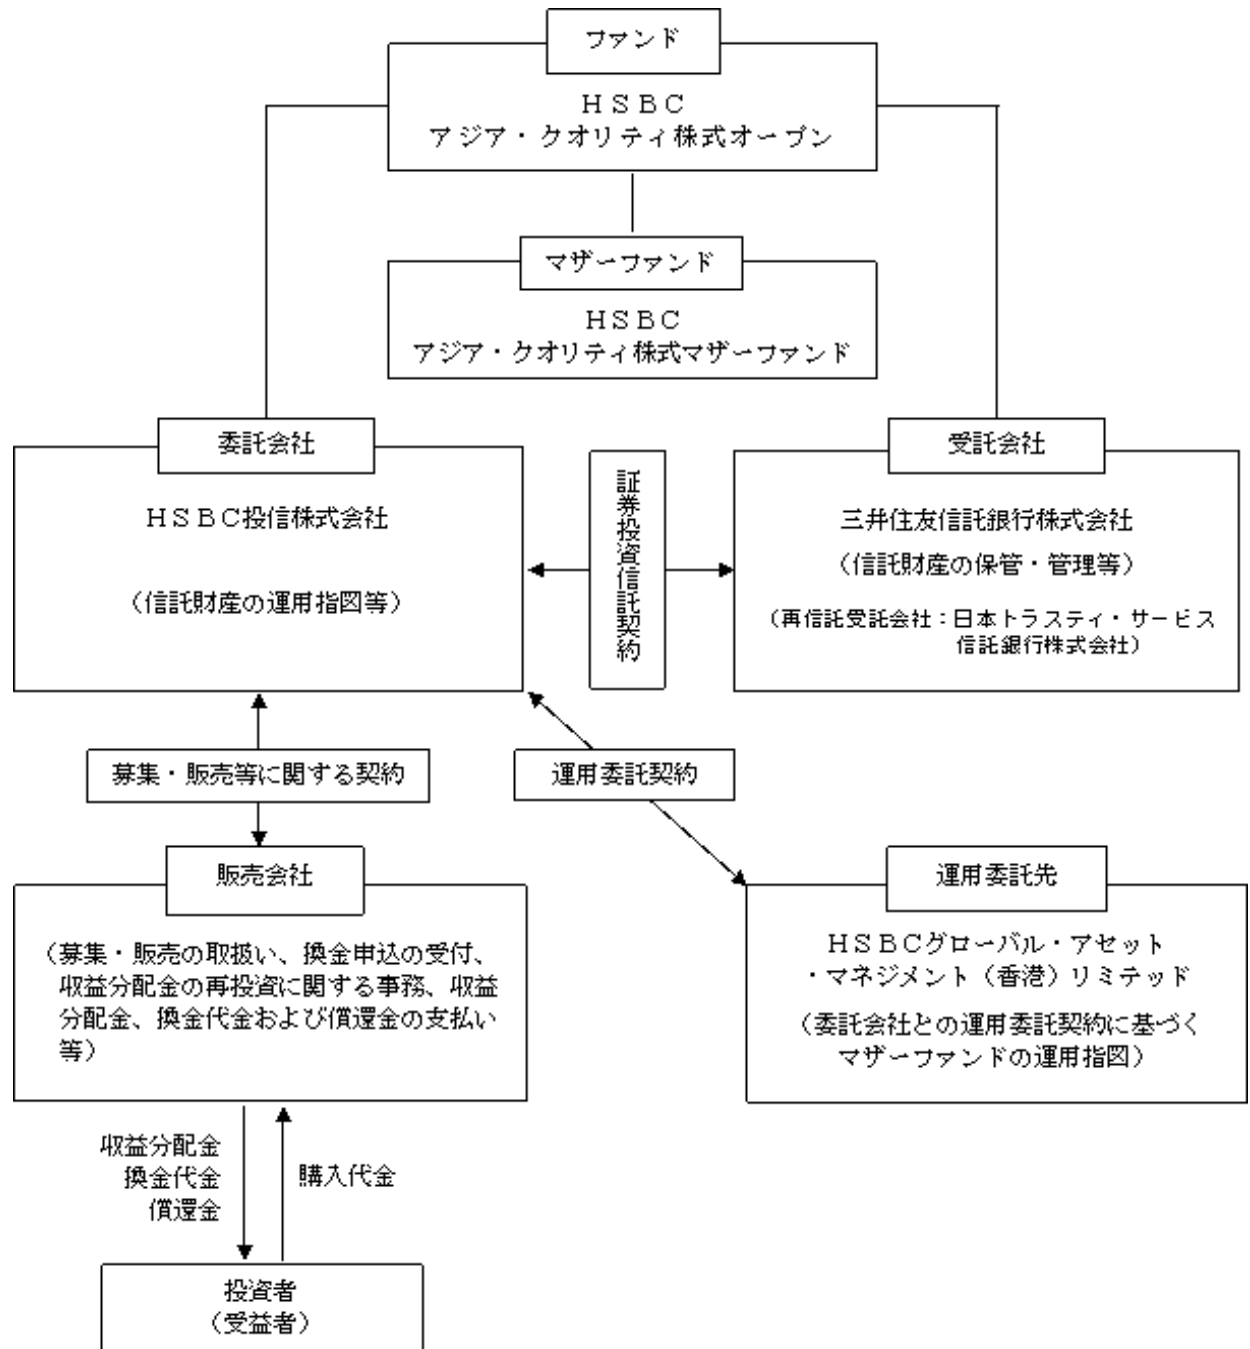 ファンド
ＨＳＢＣ
アジア・クオリティ株式オープン
マザーファンド
ＨＳＢＣ
アジア・クオリティ株式マザーファンド
委託会社
ＨＳＢＣ投信株式会社
（信託財産の運用指図等）
証券投資信託契約
受託会社
三井住友信託銀行株式会社
（信託財産の保管・管理等）
（再信託受託会社：日本トラスティ・サービス
信託銀行株式会社）
募集・販売等に関する契約
運用委託契約
販売会社
（募集・販売の取扱い、換金申込の受付、
収益分配金の再投資に関する事務、収益
分配金、換金代金および償還金の支払い
等）
運用委託先
ＨＳＢＣグローバル・アセット
・マネジメント（香港）リミテッド
（委託会社との運用委託契約に基づく
マザーファンドの運用指図）
収益分配金
換金代金
償還金
購入代金
投資者
（受益者）